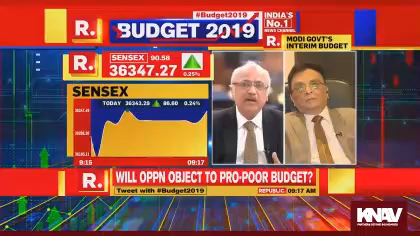 #Budget2019
R.
BUDGET 2019
INDIA'S
No.1
NEWS CHANNEL
R.
SENSEX 90.58
36347.27
0.25%
R.
MODI GOVT'S
INTERIM BUDGET
SENSEX
TODAY 36343.29 86.60 0.24%
9:15
09:17
R.
WILL OPPN OBJECT TO PRO-POOR BUDGET?
Tweet with #Budget2019
REPUBLIC 09:17 AM
KNAV